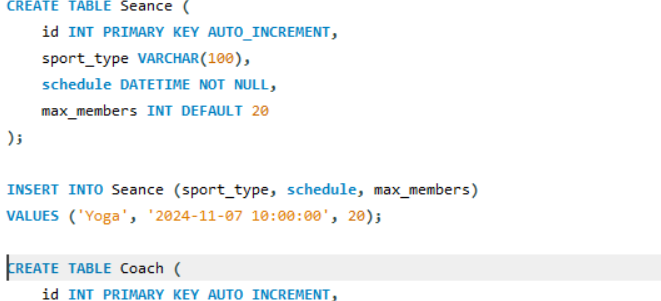 CREATE TABLE Seance (
id INT PRIMARY KEY AUTO_INCREMENT,
sport_type VARCHAR(100),
schedule DATETIME NOT NULL,
max_members INT DEFAULT 20
);
INSERT INTO Seance (sport_type, schedule, max_members)
VALUES ('Yoga', '2024-11-07 10:00:00', 20);
CREATE TABLE Coach (
id INT PRIMARY KEY AUTO_INCREMENT,